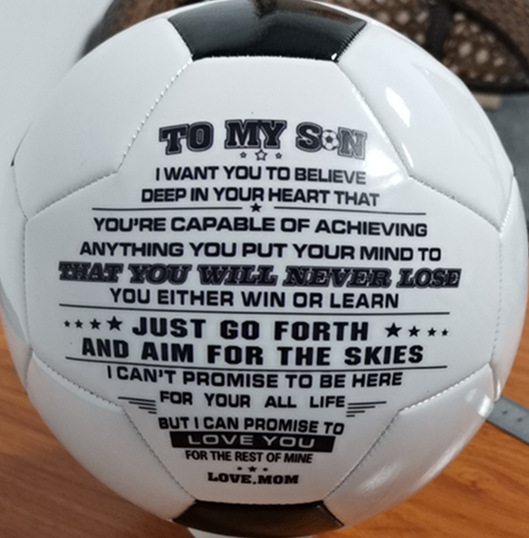 TO MY SON
I WANT YOU TO BELIEVE
DEEP IN YOUR HEART THAT
YOU'RE CAPABLE OF ACHIEVING
ANYTHING YOU PUT YOUR MIND TO
THAT YOU WILL NEVER LOSE
YOU EITHER WIN OR LEARN
JUST GO FORTH
AND AIM FOR THE SKIES
I CAN'T PROMISE TO BE HERE
FOR YOUR ALL LIFE
BUT I CAN PROMISE TO
LOVE YOU
FOR THE REST OF MINE
LOVE,MOM